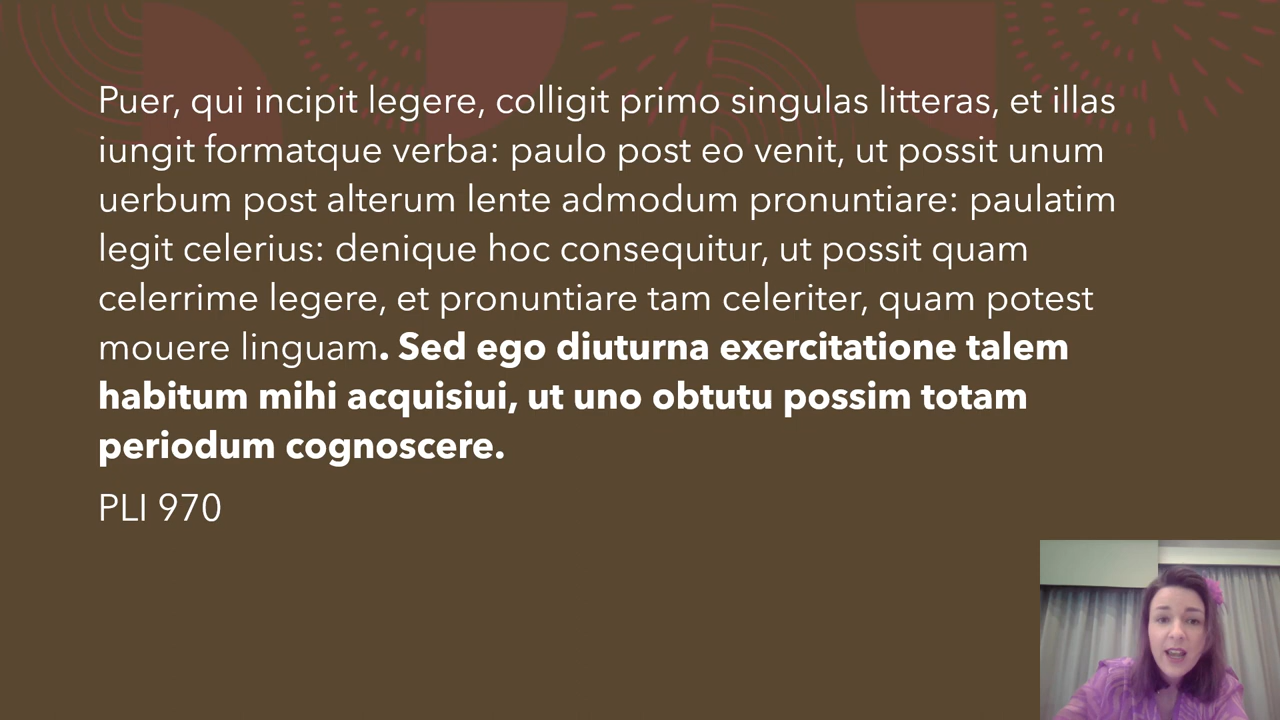 Puer, qui incipit legere, colligit primo singulas litteras, et illas
iungit formatque verba: paulo post eo venit, ut possit unum
uerbum post alterum lente admodum pronuntiare: paulatim
legit celerius: denique hoc consequitur, ut possit quam
celerrime legere, et pronuntiare tam celeriter, quam potest
mouere linguam. Sed ego diuturna exercitatione talem
habitum mihi acquisiui, ut uno obtutu possim totam
periodum cognoscere.
PLI 970